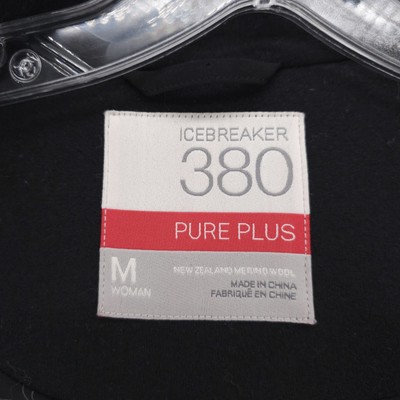 ICEBREAKER
380
PURE PLUS
M
WOMAN
NEW ZEALAND MERINO WOOL
MADE IN CHINA
FABRIQUÉ EN CHINE